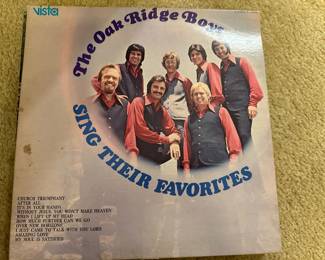 vista
The Oak Ridge Boys
SING THEIR FAVORITES
CHURCH TRIUMPHANT
AFTER ALL
IT'S IN YOUR HANDS
WITHOUT JESUS, YOU WON'T MAKE HEAVEN
WHEN I LIFT UP MY HEAD
HOW MUCH FURTHER CAN WE GO
OVER NEW HORIZONS
I JUST CAME TO TALK WITH YOU LORD
AMAZING LOVE
MY SOUL IS SATISFIED